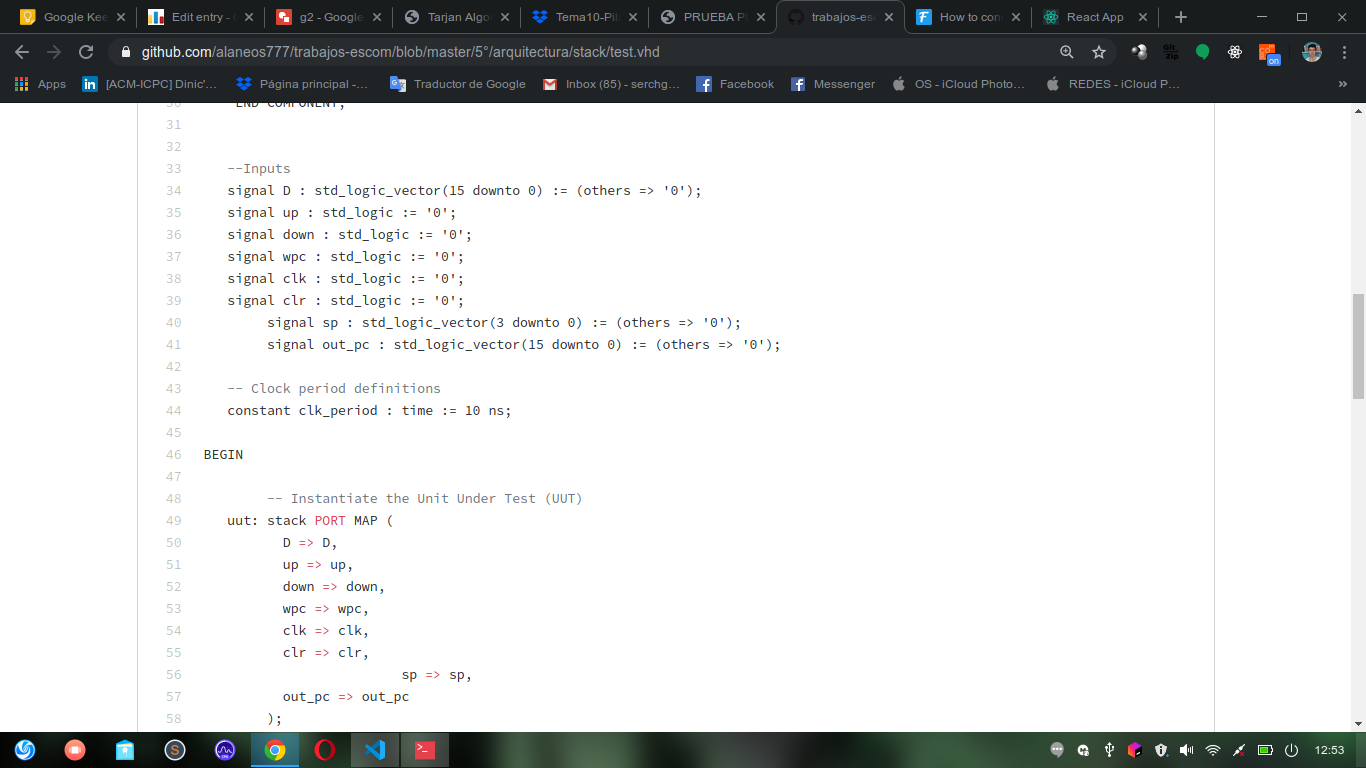 Google Kee
Edit entry - 
g2 - Google
Tarjan Algo
Tema10-Pil
PRUEBA P
trabajos-esc
How to con
React App
github.com/alaneos777/trabajos-escom/blob/master/5°/arquitectura/stack/test.vhd
on
Apps
[ACM-ICPC] Dinic'...
Página principal -...
Traductor de Google
Inbox (85) - serchg...
Facebook
Messenger
OS - iCloud Photo...
REDES - iCloud P...
»
30 END COMPONENT;
31
32
33 --Inputs
34 signal D : std_logic_vector(15 downto 0) := (others => '0');
35 signal up : std_logic := '0';
36 signal down : std_logic := '0';
37 signal wpc : std_logic := '0';
38 signal clk : std_logic := '0';
39 signal clr : std_logic := '0';
40 signal sp : std_logic_vector(3 downto 0) := (others => '0');
41 signal out_pc : std_logic_vector(15 downto 0) := (others => '0');
42
43 -- Clock period definitions
44 constant clk_period : time := 10 ns;
45
46 BEGIN
47
48 -- Instantiate the Unit Under Test (UUT)
49 uut: stack PORT MAP (
50 D => D,
51 up => up,
52 down => down,
53 wpc => wpc,
54 clk => clk,
55 clr => clr,
56 sp => sp,
57 out_pc => out_pc
58 );
12:53